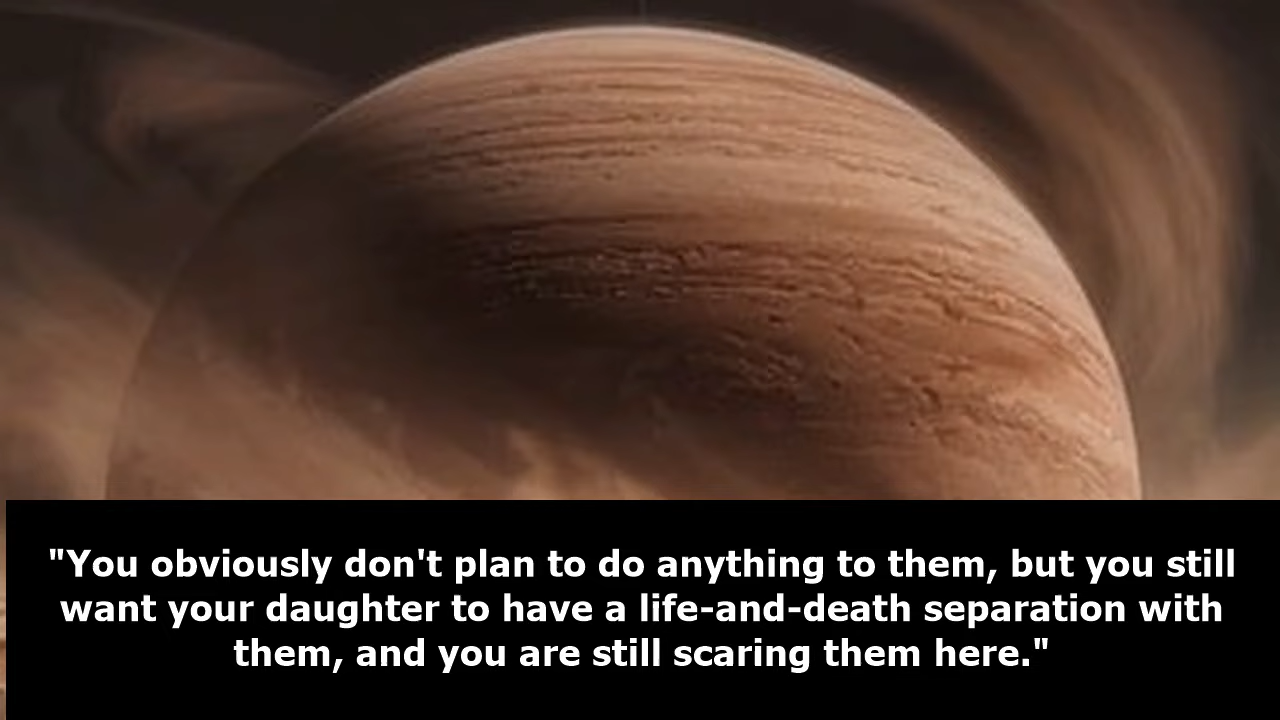 "You obviously don't plan to do anything to them, but you still
want your daughter to have a life-and-death separation with
them, and you are still scaring them here."